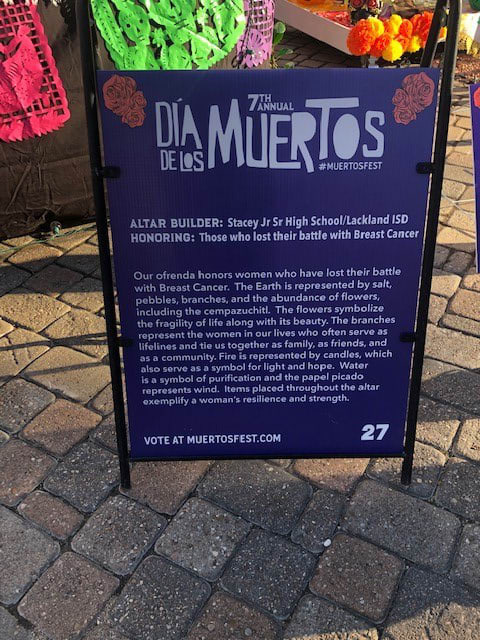 7TH
ANNUAL
DÍA
DE LOS
MUERTOS
#MUERTOSFEST
ALTAR BUILDER: Stacey Jr Sr High School/Lackland ISD
HONORING: Those who lost their battle with Breast Cancer
Our ofrenda honors women who have lost their battle
with Breast Cancer. The Earth is represented by salt,
pebbles, branches, and the abundance of flowers,
including the cempazuchitl. The flowers symbolize
the fragility of life along with its beauty. The branches
represent the women in our lives who often serve as
lifelines and tie us together as family, as friends, and
as a community. Fire is represented by candles, which
also serve as a symbol for light and hope. Water
is a symbol of purification and the papel picado
represents wind. Items placed throughout the altar
exemplify a woman's resilience and strength.
VOTE AT MUERTOSFEST.COM
27